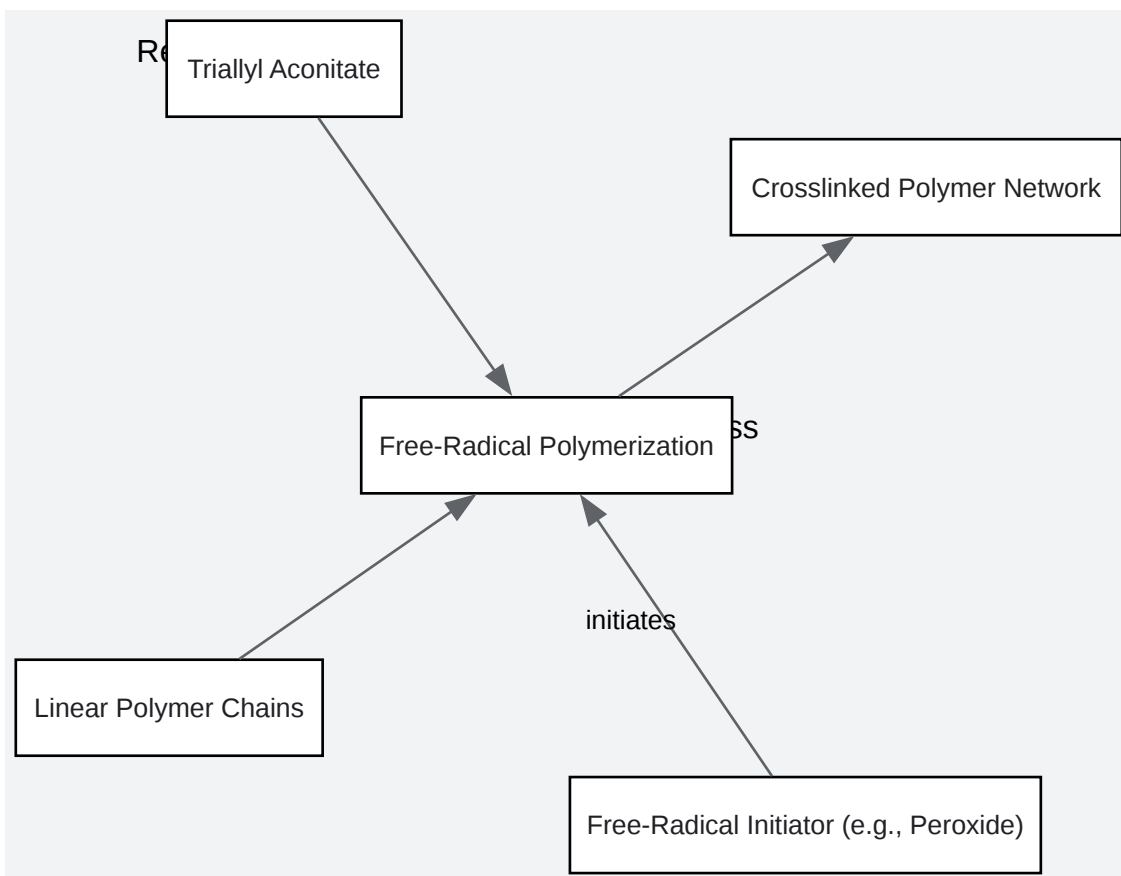 Triallyl Aconitate
Crosslinked Polymer Network
Free-Radical Polymerization
initiates
Linear Polymer Chains
Free-Radical Initiator (e.g., Peroxide)